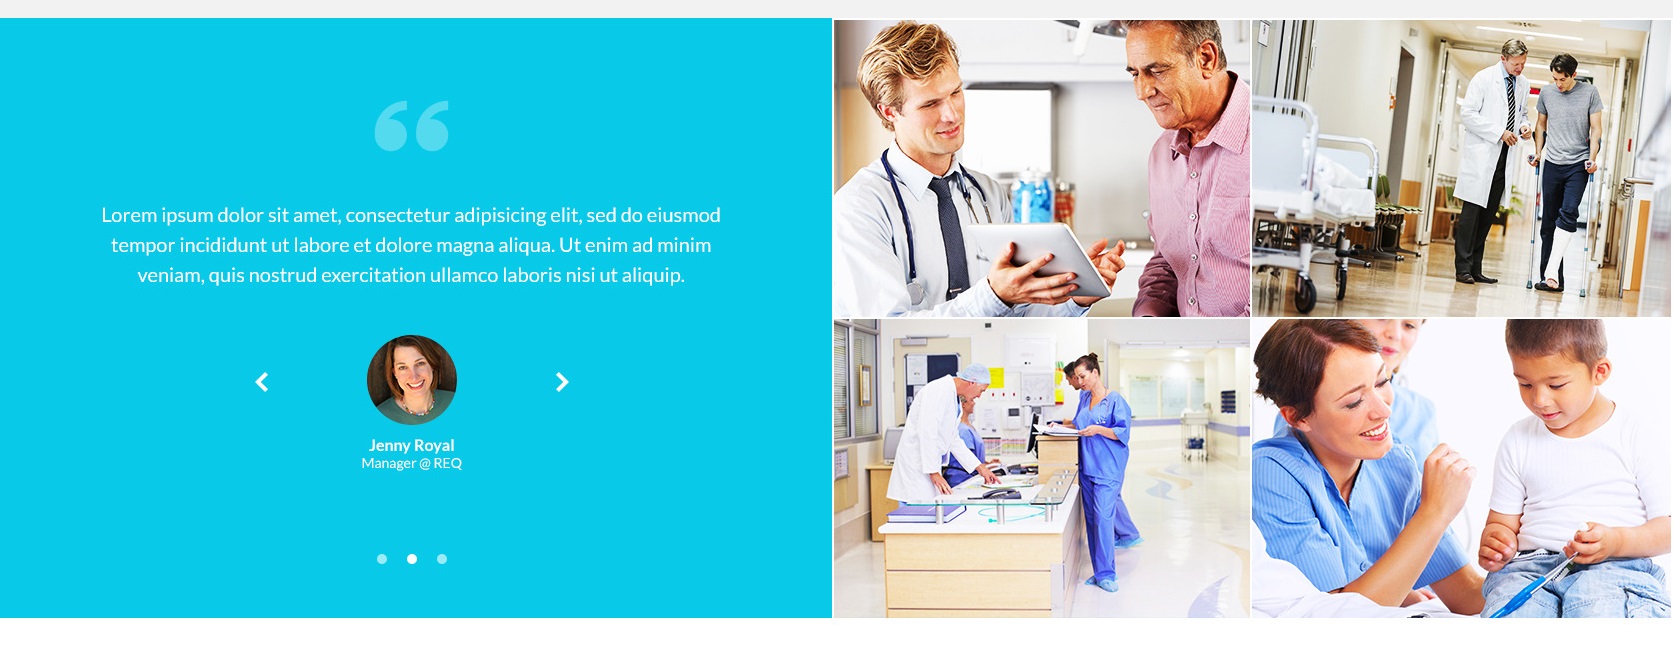 Lorem ipsum dolor sit amet, consectetur adipisicing elit, sed do eiusmod
tempor incididunt ut labore et dolore magna aliqua. Ut enim ad minim
veniam, quis nostrud exercitation ullamco laboris nisi ut aliquip.
Jenny Royal
Manager @ REQ